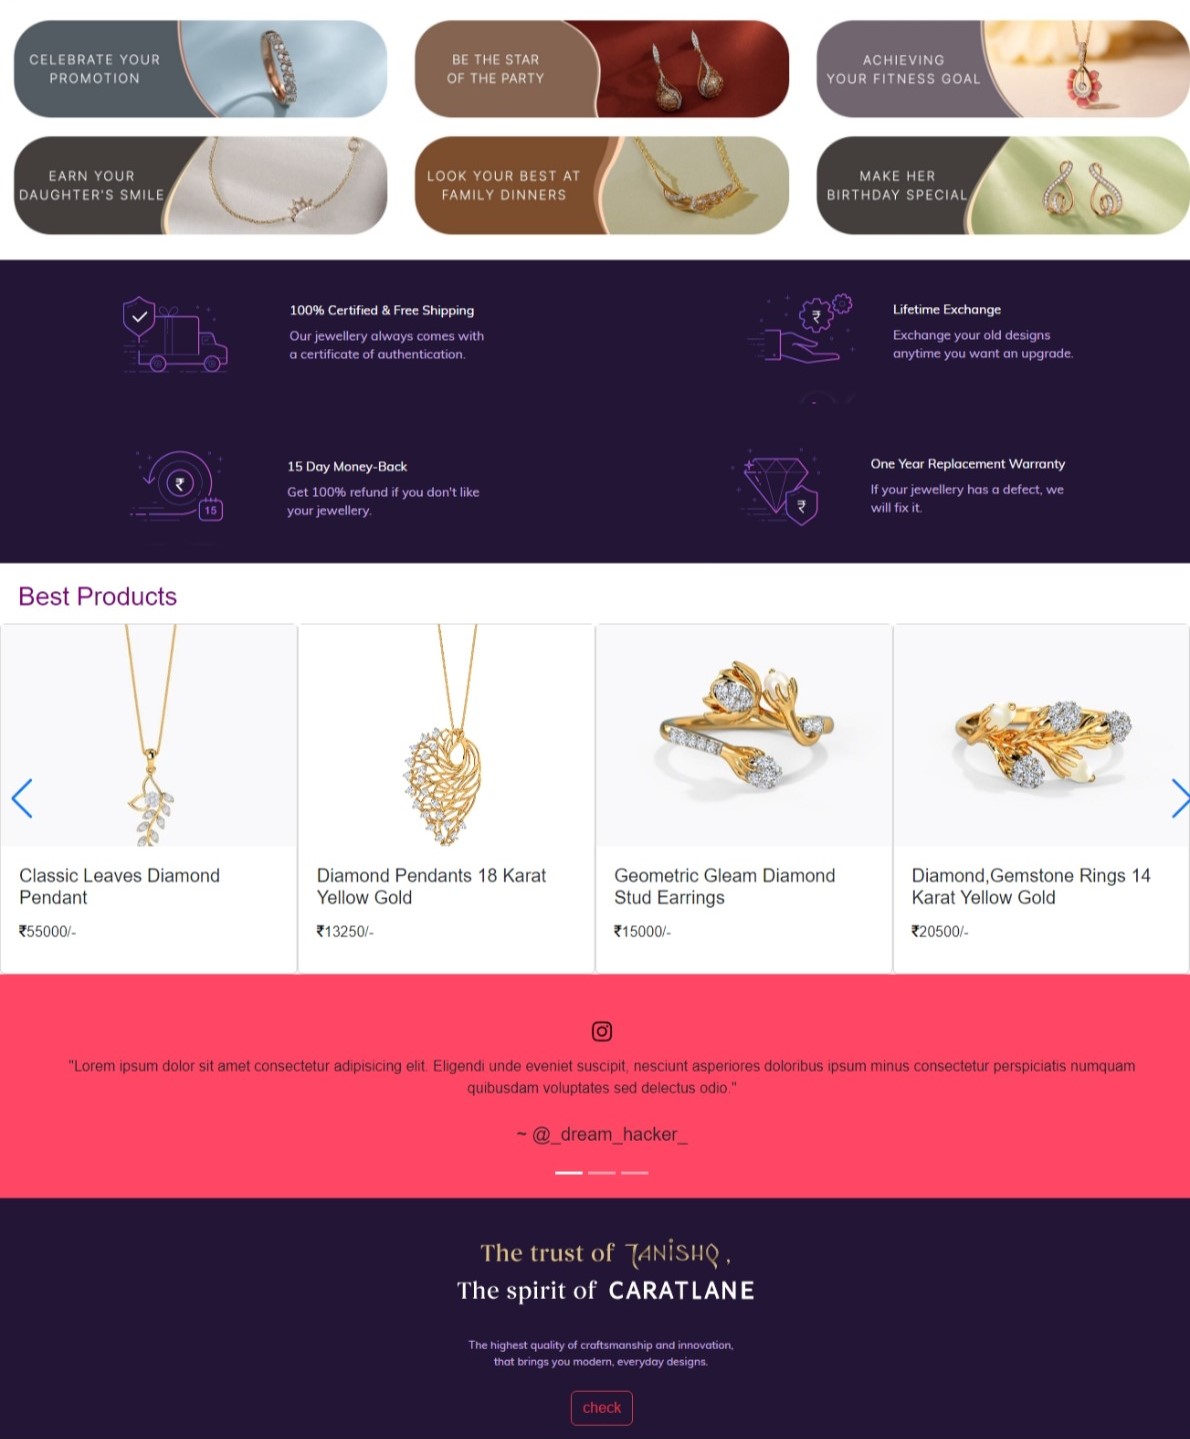 CELEBRATE YOUR
PROMOTION
BE THE STAR
OF THE PARTY
ACHIEVING
YOUR FITNESS GOAL
EARN YOUR
DAUGHTER'S SMILE
LOOK YOUR BEST AT
FAMILY DINNERS
MAKE HER
BIRTHDAY SPECIAL
100% Certified & Free Shipping
Our jewellery always comes with
a certificate of authentication.
₹
Lifetime Exchange
Exchange your old designs
anytime you want an upgrade.
₹
15
15 Day Money-Back
Get 100% refund if you don't like
your jewellery.
₹
One Year Replacement Warranty
If your jewellery has a defect, we
will fix it.
Best Products
Classic Leaves Diamond
Pendant
₹55000/-
Diamond Pendants 18 Karat
Yellow Gold
₹13250/-
Geometric Gleam Diamond
Stud Earrings
₹15000/-
Diamond,Gemstone Rings 14
Karat Yellow Gold
₹20500/-
"Lorem ipsum dolor sit amet consectetur adipisicing elit. Eligendi unde eveniet suscipit, nesciunt asperiores doloribus ipsum minus consectetur perspiciatis numquam
quibusdam voluptates sed delectus odio."
~ @_dream_hacker_
The trust of TANISHQ,
The spirit of CARATLANE
The highest quality of craftsmanship and innovation,
that brings you modern, everyday designs.
check